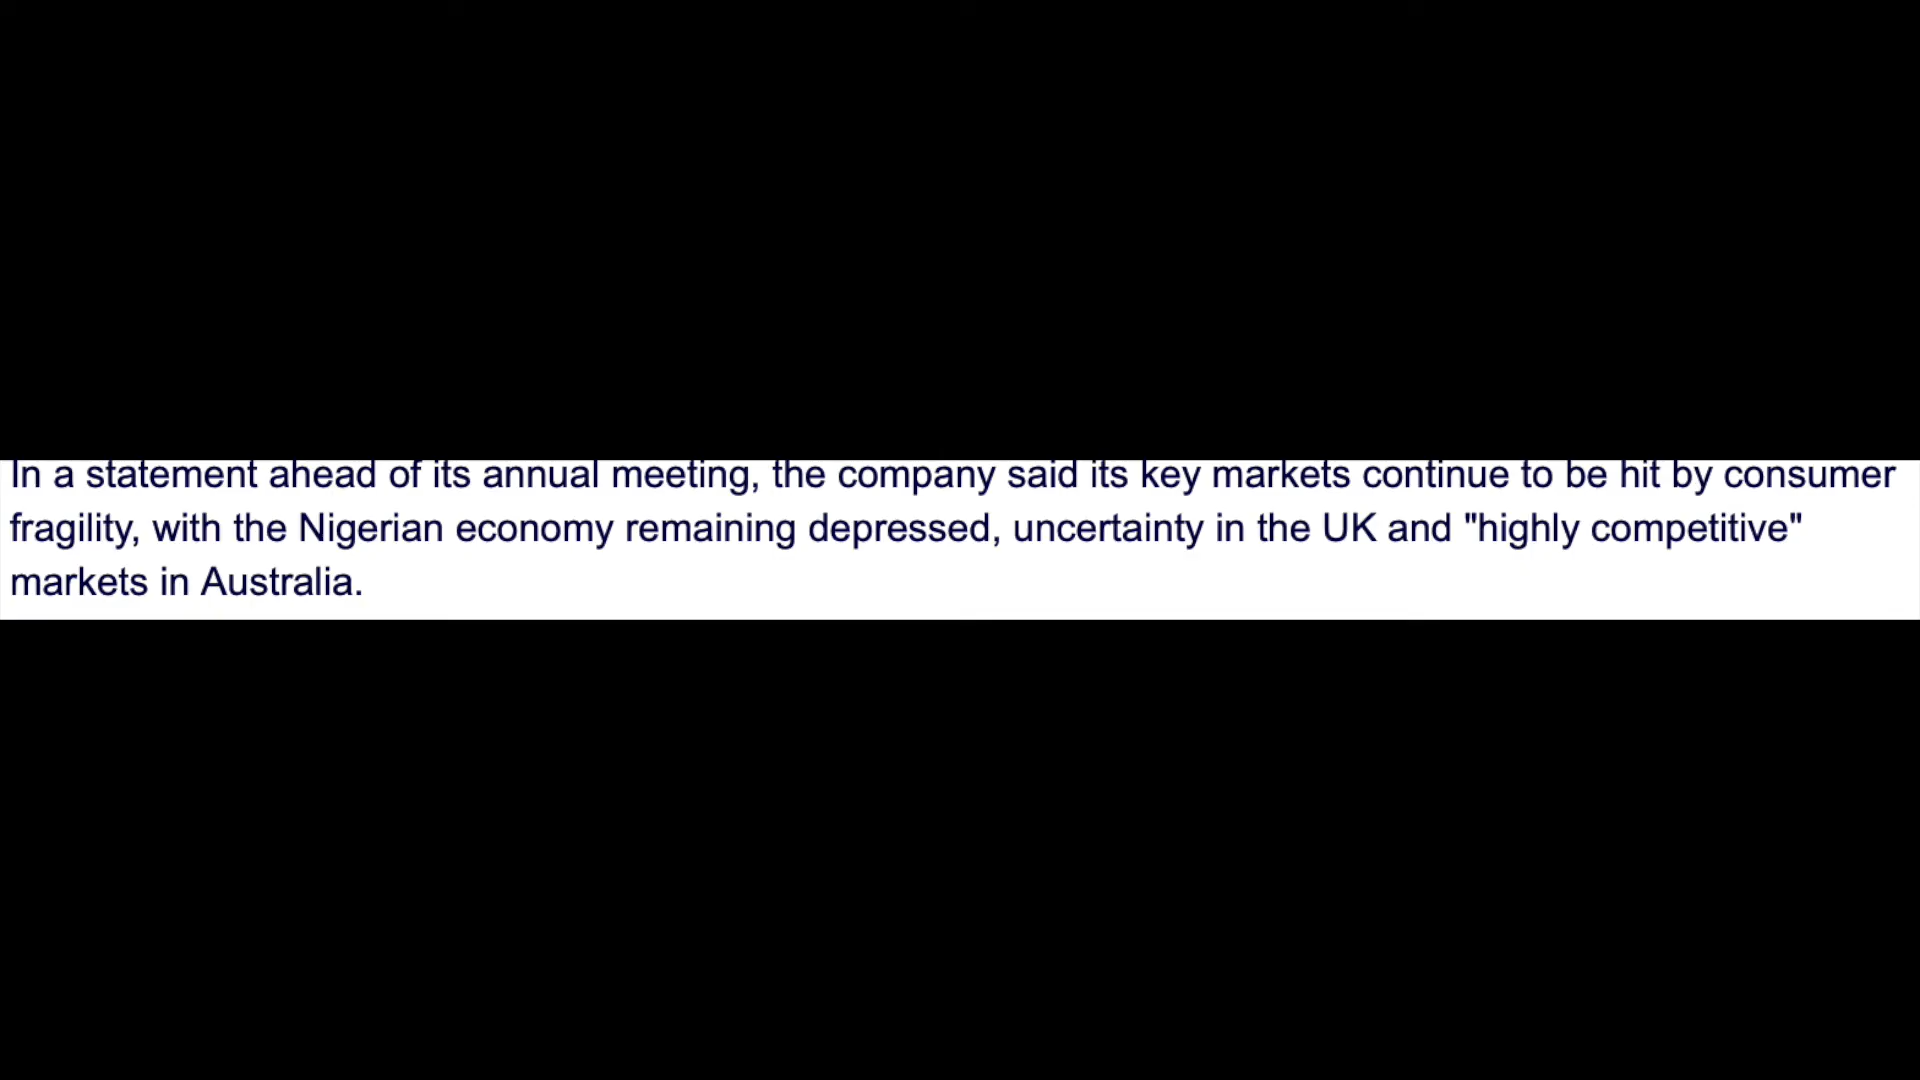 In a statement ahead of its annual meeting, the company said its key markets continue to be hit by consumer
fragility, with the Nigerian economy remaining depressed, uncertainty in the UK and "highly competitive"
markets in Australia.